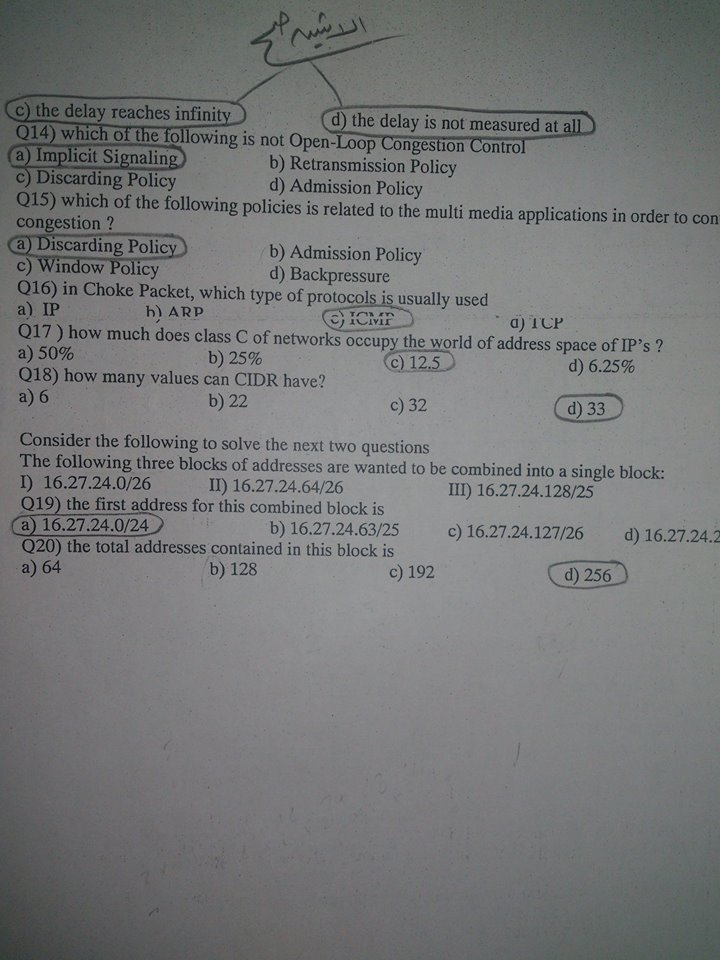 الاثنين صح
c) the delay reaches infinity d) the delay is not measured at all
Q14) which of the following is not Open-Loop Congestion Control
a) Implicit Signaling b) Retransmission Policy
c) Discarding Policy d) Admission Policy
Q15) which of the following policies is related to the multi media applications in order to con
congestion ?
a) Discarding Policy b) Admission Policy
c) Window Policy d) Backpressure
Q16) in Choke Packet, which type of protocols is usually used
a) IP b) ARP c) ICMP d) TCP
Q17 ) how much does class C of networks occupy the world of address space of IP's ?
a) 50% b) 25% c) 12.5 d) 6.25%
Q18) how many values can CIDR have?
a) 6 b) 22 c) 32 d) 33
Consider the following to solve the next two questions
The following three blocks of addresses are wanted to be combined into a single block:
I) 16.27.24.0/26 II) 16.27.24.64/26 III) 16.27.24.128/25
Q19) the first address for this combined block is
a) 16.27.24.0/24 b) 16.27.24.63/25 c) 16.27.24.127/26 d) 16.27.24.2
Q20) the total addresses contained in this block is
a) 64 b) 128 c) 192 d) 256